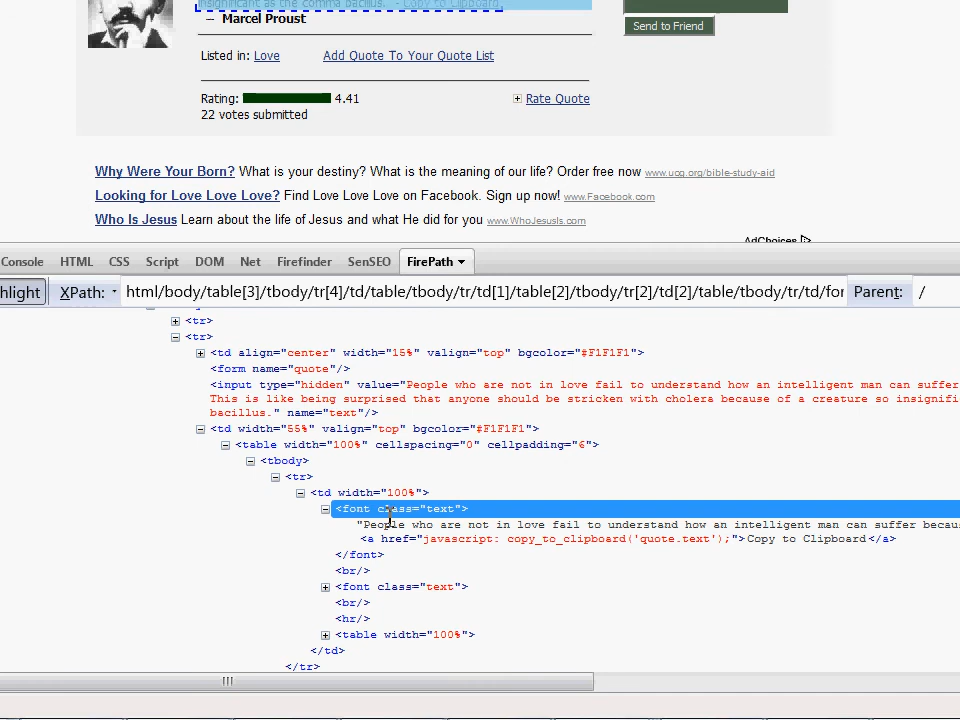 insignificant as the comma bacillus. - Copy to Clipboard
– Marcel Proust
Send to Friend
Listed in: Love Add Quote To Your Quote List
Rating: 4.41 Rate Quote
22 votes submitted
Why Were Your Born? What is your destiny? What is the meaning of our life? Order free now www.ucg.org/bible-study-aid
Looking for Love Love Love? Find Love Love on Facebook. Sign up now! www.Facebook.com
Who Is Jesus Learn about the life of Jesus and what He did for you www.WhoJesusIs.com
AdChoices
Console HTML CSS Script DOM Net Firefinder SenSEO FirePath
hlight XPath: html/body/table[3]/tbody/tr[4]/td/table/tbody/tr/td[1]/table[2]/tbody/tr[2]/td[2]/table/tbody/tr/td/for Parent: /
<tr>
<tr>
<td align="center" width="15%" valign="top" bgcolor="#F1F1F1">
<form name="quote"/>
<input type="hidden" value="People who are not in love fail to understand how an intelligent man can suffer
This is like being surprised that anyone should be stricken with cholera because of a creature so insignifi
bacillus." name="text"/>
<td width="55%" valign="top" bgcolor="#F1F1F1">
<table width="100%" cellspacing="0" cellpadding="6">
<tbody>
<tr>
<td width="100%">
<font class="text">
"People who are not in love fail to understand how an intelligent man can suffer becau
<a href="javascript: copy_to_clipboard('quote.text');">Copy to Clipboard</a>
</font>
<br/>
<font class="text">
<br/>
<hr/>
<table width="100%">
</td>
</tr>